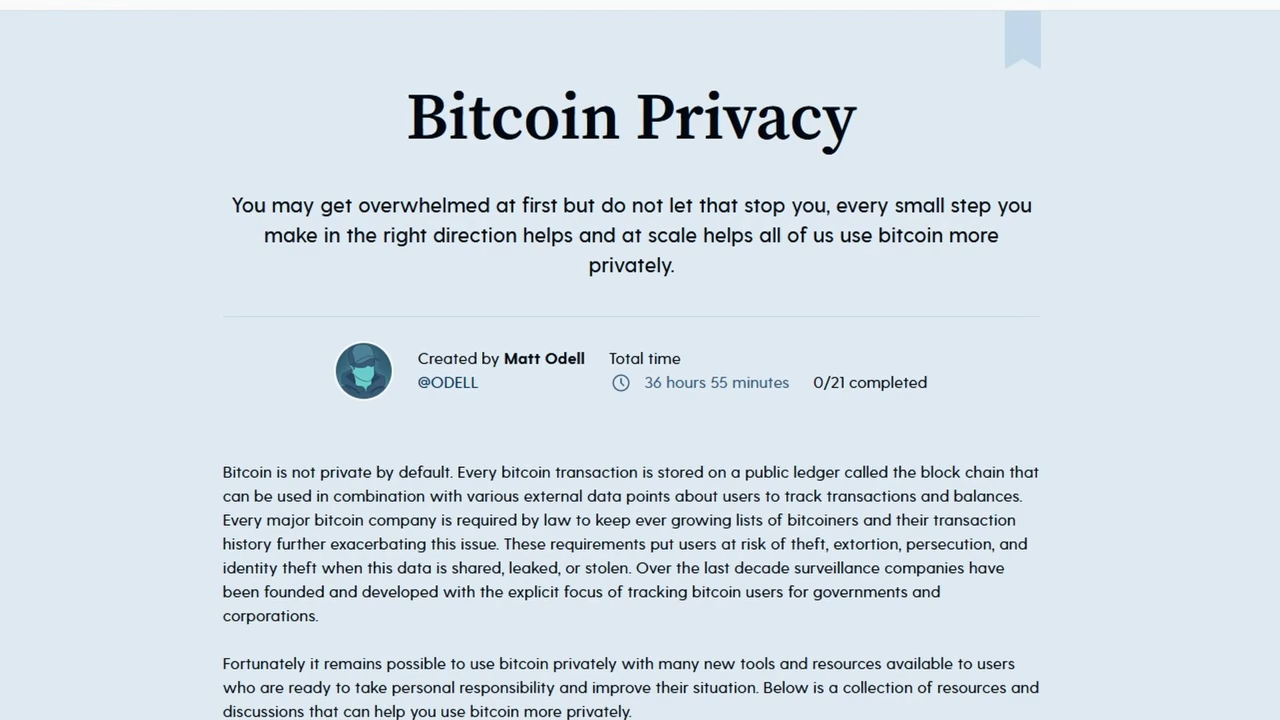 Bitcoin Privacy
You may get overwhelmed at first but do not let that stop you, every small step you
make in the right direction helps and at scale helps all of us use bitcoin more
privately.
Created by Matt Odell
@ODELL
Total time
36 hours 55 minutes
0/21 completed
Bitcoin is not private by default. Every bitcoin transaction is stored on a public ledger called the block chain that
can be used in combination with various external data points about users to track transactions and balances.
Every major bitcoin company is required by law to keep ever growing lists of bitcoiners and their transaction
history further exacerbating this issue. These requirements put users at risk of theft, extortion, persecution, and
identity theft when this data is shared, leaked, or stolen. Over the last decade surveillance companies have
been founded and developed with the explicit focus of tracking bitcoin users for governments and
corporations.
Fortunately it remains possible to use bitcoin privately with many new tools and resources available to users
who are ready to take personal responsibility and improve their situation. Below is a collection of resources and
discussions that can help you use bitcoin more privately.